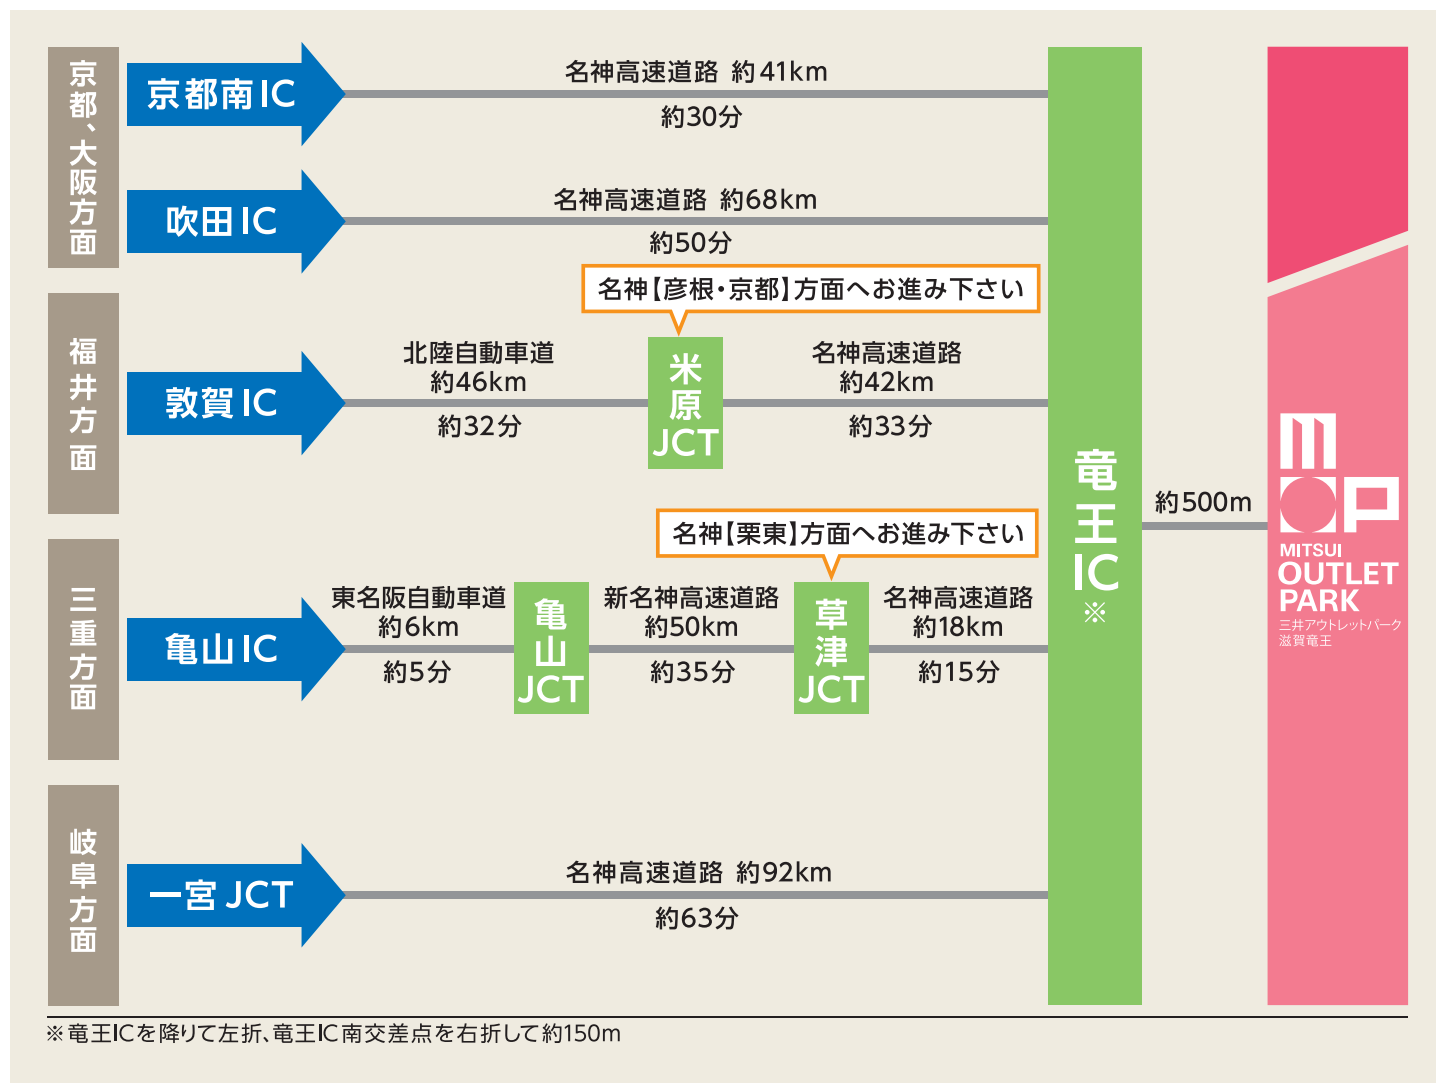 京都、大阪方面
京都南IC
名神高速道路 約41km
約30分
吹田IC
名神高速道路 約68km
約50分
福井方面
敦賀IC
北陸自動車道
約46km
約32分
名神【彦根・京都】方面へお進み下さい
米原
JCT
名神高速道路
約42km
約33分
三重方面
亀山IC
東名阪自動車道
約6km
約5分
亀山
JCT
新名神高速道路
約50km
約35分
名神【栗東】方面へお進み下さい
草津
JCT
名神高速道路
約18km
約15分
岐阜方面
一宮JCT
名神高速道路 約92km
約63分
竜王
IC
※
約500m
MOP
MITSUI
OUTLET
PARK
三井アウトレットパーク
滋賀竜王
※竜王ICを降りて左折、竜王IC南交差点を右折して約150m